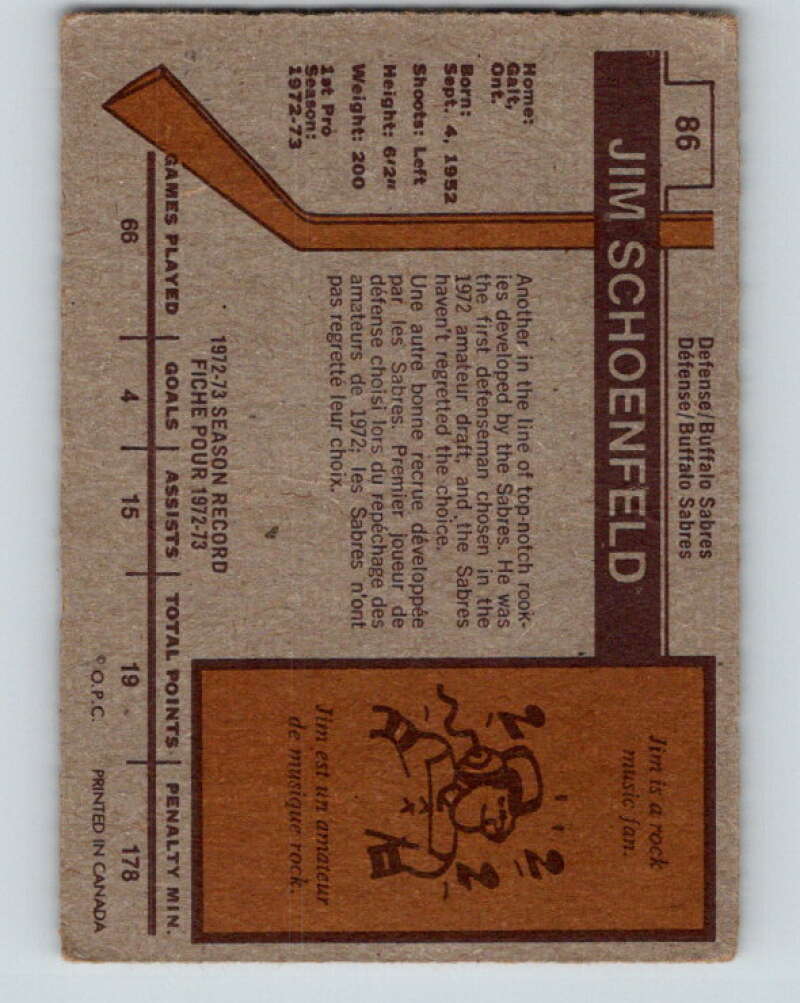 86
Defense/Buffalo Sabres
Défense/Buffalo Sabres
JIM SCHOENFELD
Home:
Galt,
Ont.
Born:
Sept. 4, 1952
Shoots: Left
Height: 6'2"
Weight: 200
1st Pro
Season:
1972-73
Another in the line of top-notch rook-
ies developed by the Sabres. He was
the first defenseman chosen in the
1972 amateur draft, and the Sabres
haven't regretted the choice.
Une autre bonne recrue développée
par les Sabres. Premier joueur de
défense choisi lors du repéchage des
amateurs de 1972; les Sabres n'ont
pas regretté leur choix.
Jim is a rock
music fan.
Jim est un amateur
de musique rock.
1972-73 SEASON RECORD
FICHE POUR 1972-73
GAMES PLAYED | GOALS | ASSISTS | TOTAL POINTS | PENALTY MIN.
66 4 15 19 178
© O.P.C. PRINTED IN CANADA